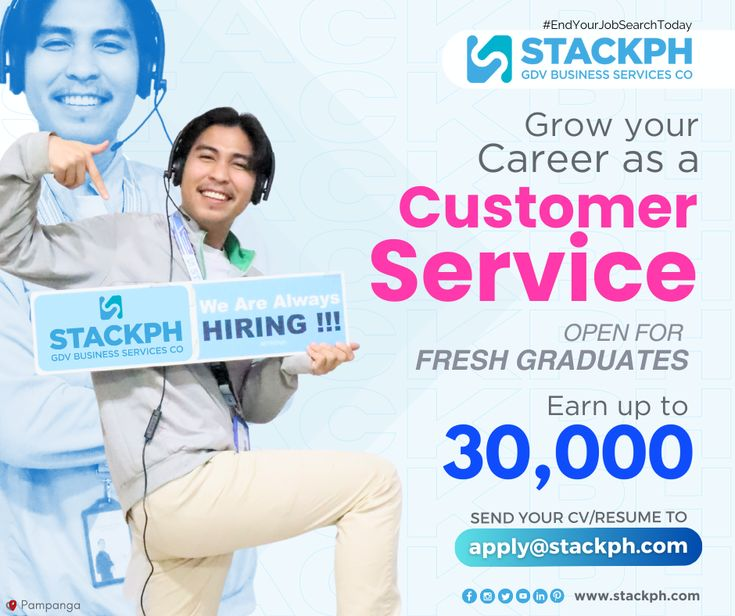 #EndYourJobSearchToday
STACKPH
GDV BUSINESS SERVICES CO
Grow your
Career as a
Customer
Service
OPEN FOR
FRESH GRADUATES
Earn up to
30,000
SEND YOUR CV/RESUME TO
apply@stackph.com
www.stackph.com
STACKPH
GDV BUSINESS SERVICES CO
We Are Always
HIRING !!!
Pampanga